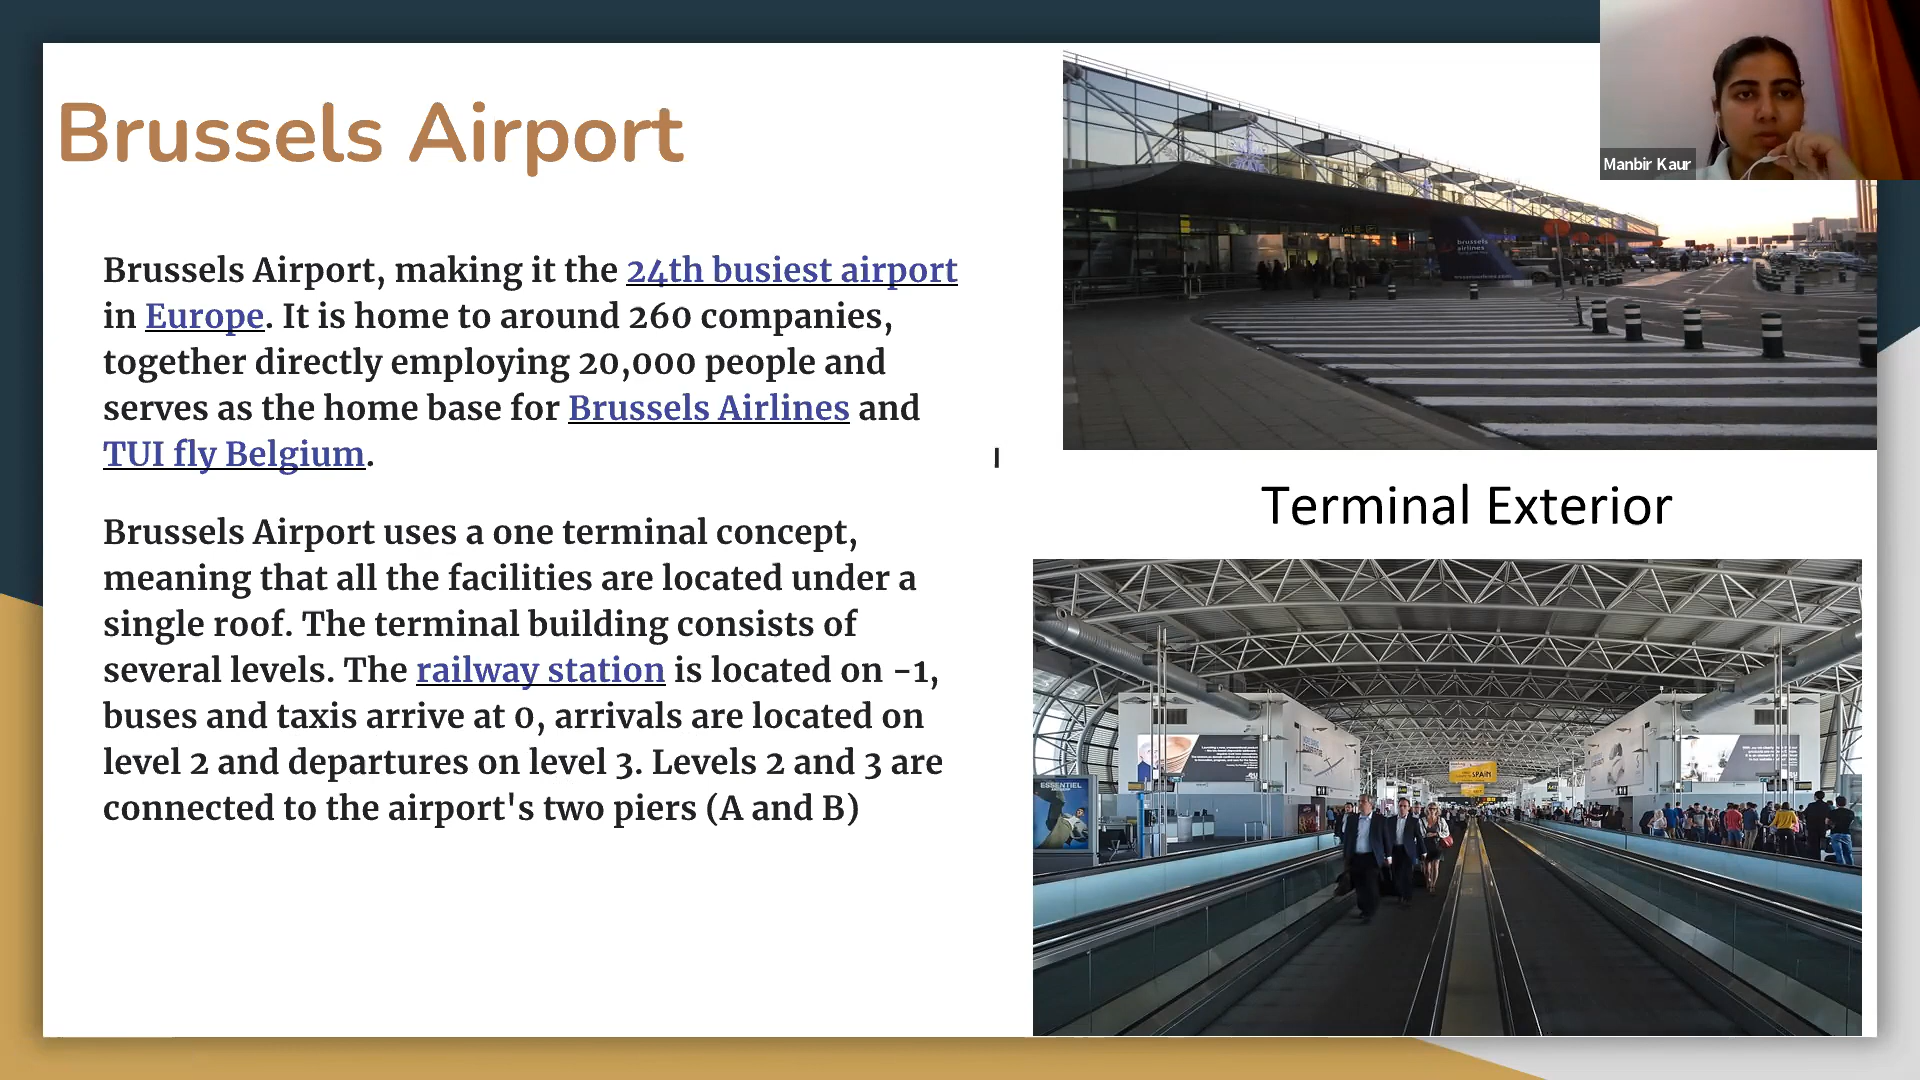 Brussels Airport
Manbir Kaur
Brussels Airport, making it the 24th busiest airport
in Europe. It is home to around 260 companies,
together directly employing 20,000 people and
serves as the home base for Brussels Airlines and
TUI fly Belgium.
Brussels Airport uses a one terminal concept,
meaning that all the facilities are located under a
single roof. The terminal building consists of
several levels. The railway station is located on -1,
buses and taxis arrive at 0, arrivals are located on
level 2 and departures on level 3. Levels 2 and 3 are
connected to the airport's two piers (A and B)
brussels
airlines
Terminal Exterior
ESSENTIEL
SPAIN